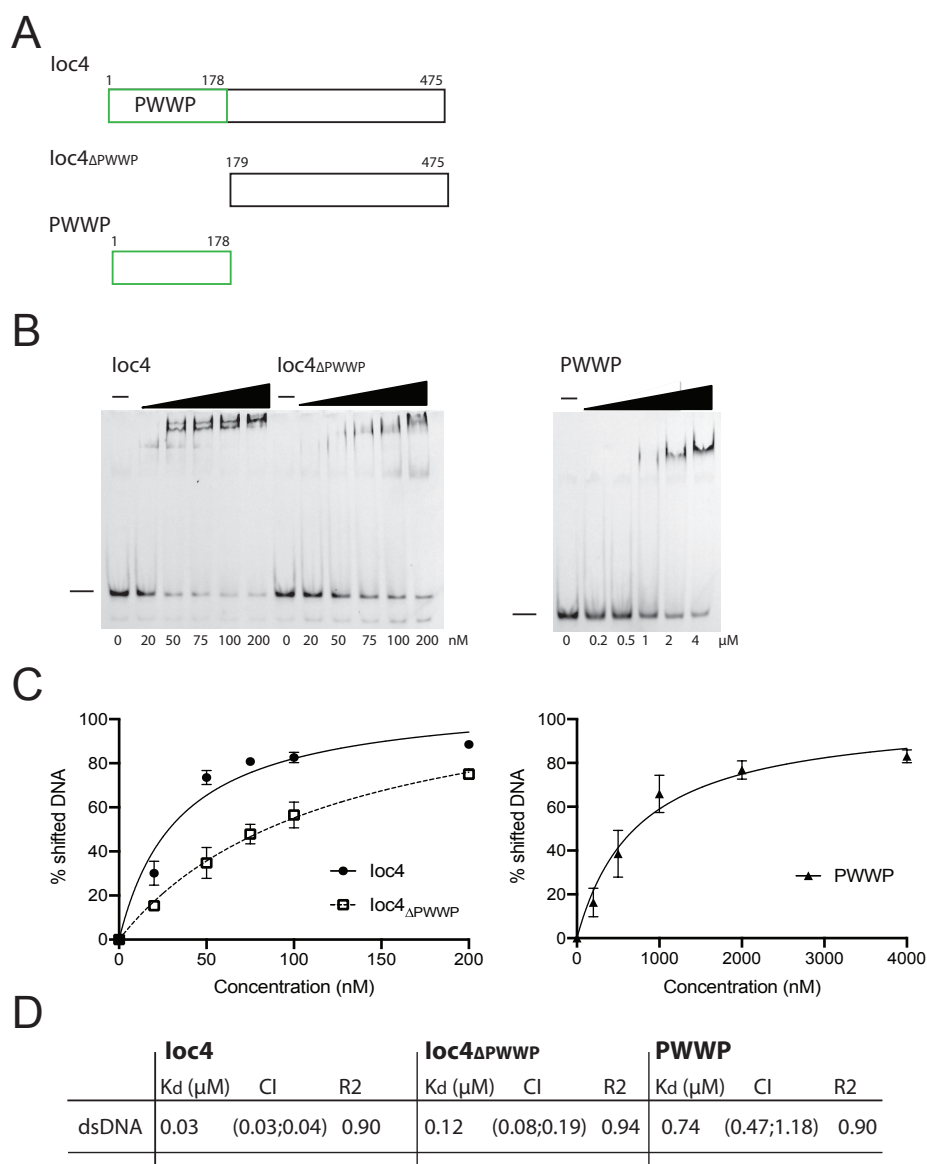 A
Ioc4
1 178 475
PWWP
Ioc4ΔPWWP
179 475
PWWP
1 178
B
Ioc4 Ioc4ΔPWWP PWWP
0 20 50 75 100 200 0 20 50 75 100 200 nM
0 0.2 0.5 1 2 4 μM
C
100
80
60
40
20
0
% shifted DNA
Ioc4
Ioc4ΔPWWP
0 50 100 150 200
Concentration (nM)
100
80
60
40
20
0
% shifted DNA
PWWP
0 1000 2000 3000 4000
Concentration (nM)
D
Ioc4 Ioc4ΔPWWP PWWP
Kd (μM) CI R2 Kd (μM) CI R2 Kd (μM) CI R2
dsDNA 0.03 (0.03;0.04) 0.90 0.12 (0.08;0.19) 0.94 0.74 (0.47;1.18) 0.90